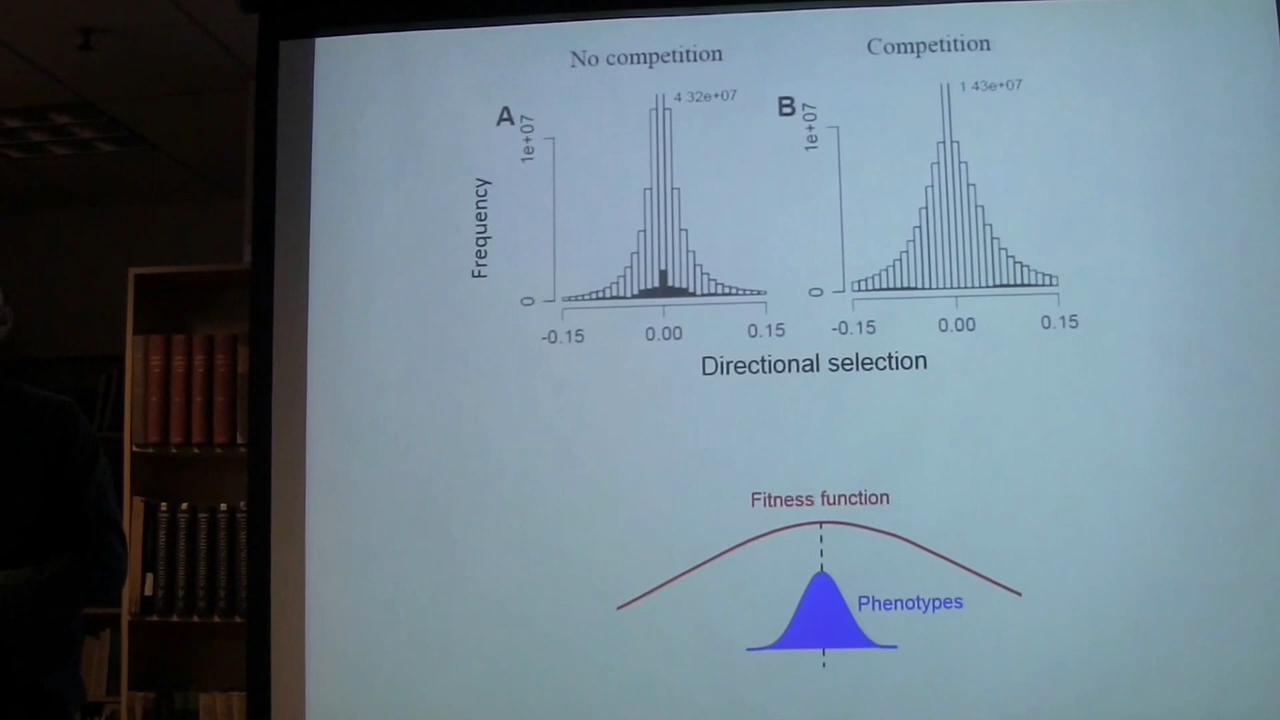 No competition
Competition
A
4 32e+07
B
1 43e+07
1e+07
1e+07
Frequency
0
0
-0.15
0.00
0.15
-0.15
0.00
0.15
Directional selection
Fitness function
Phenotypes